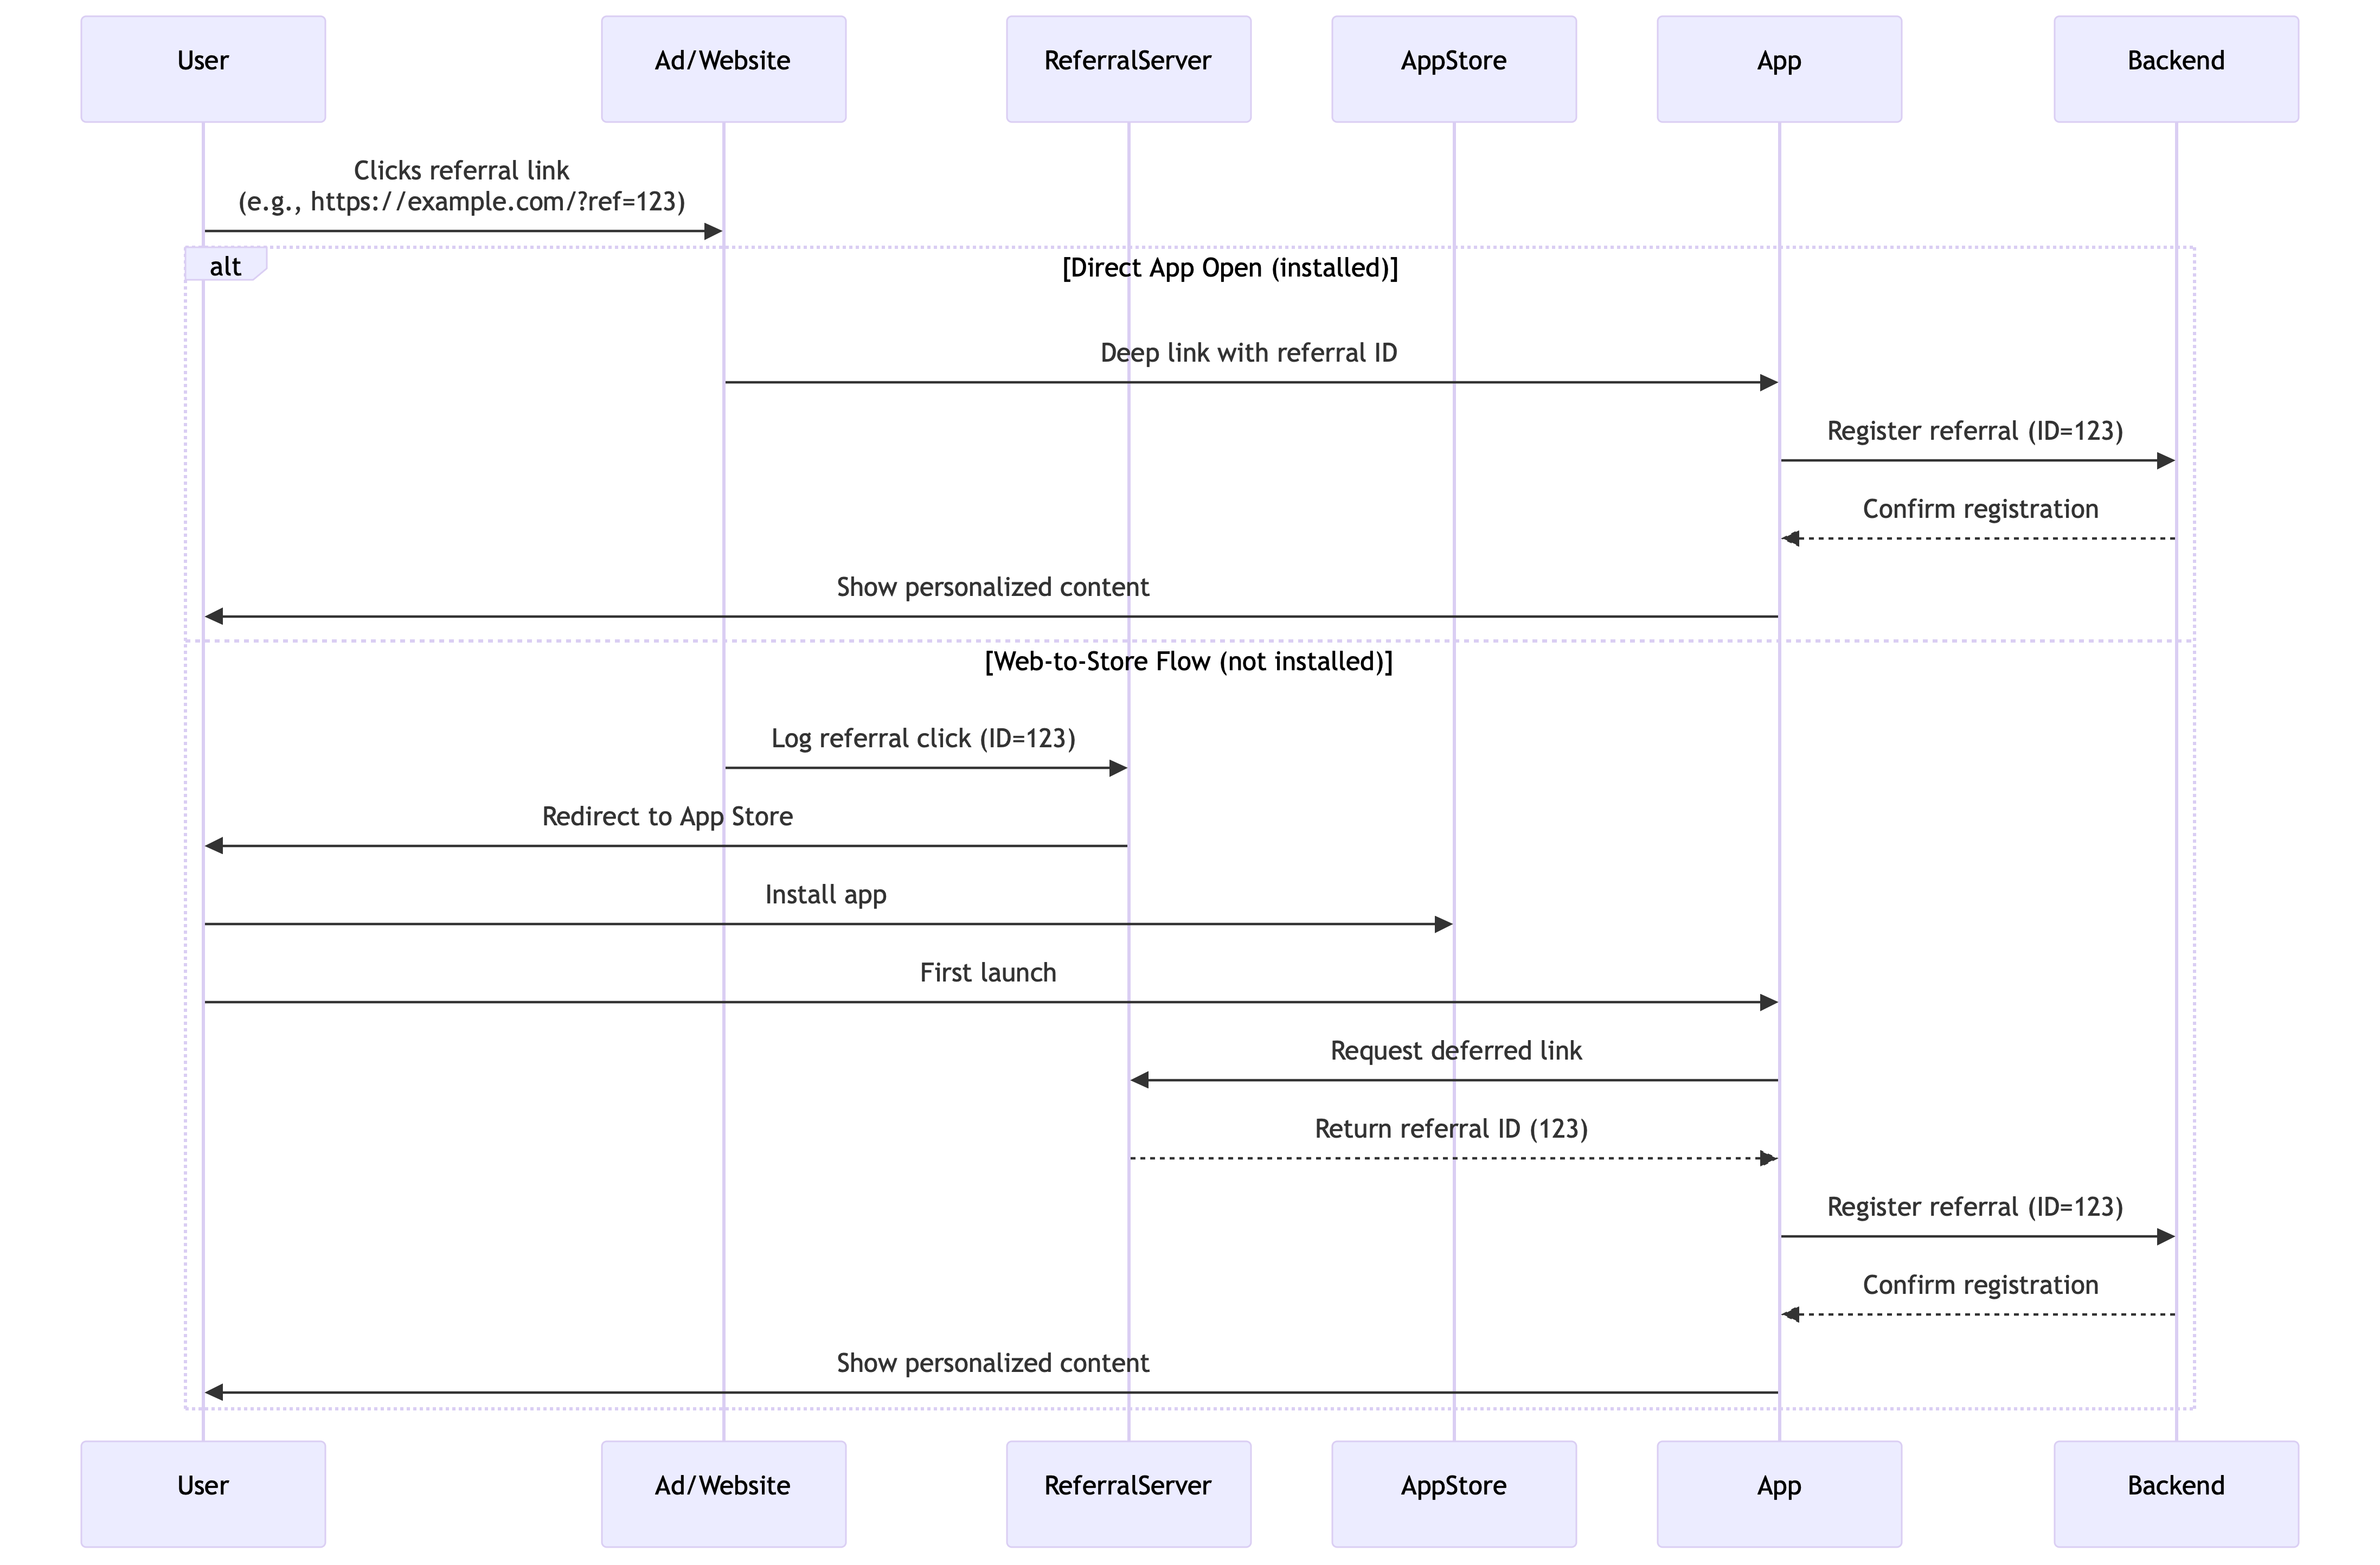 User
Ad/Website
ReferralServer
AppStore
App
Backend
Clicks referral link
(e.g., https://example.com/?ref=123)
alt
[Direct App Open (installed)]
Deep link with referral ID
Register referral (ID=123)
Confirm registration
Show personalized content
[Web-to-Store Flow (not installed)]
Log referral click (ID=123)
Redirect to App Store
Install app
First launch
Request deferred link
Return referral ID (123)
Register referral (ID=123)
Confirm registration
Show personalized content
User
Ad/Website
ReferralServer
AppStore
App
Backend